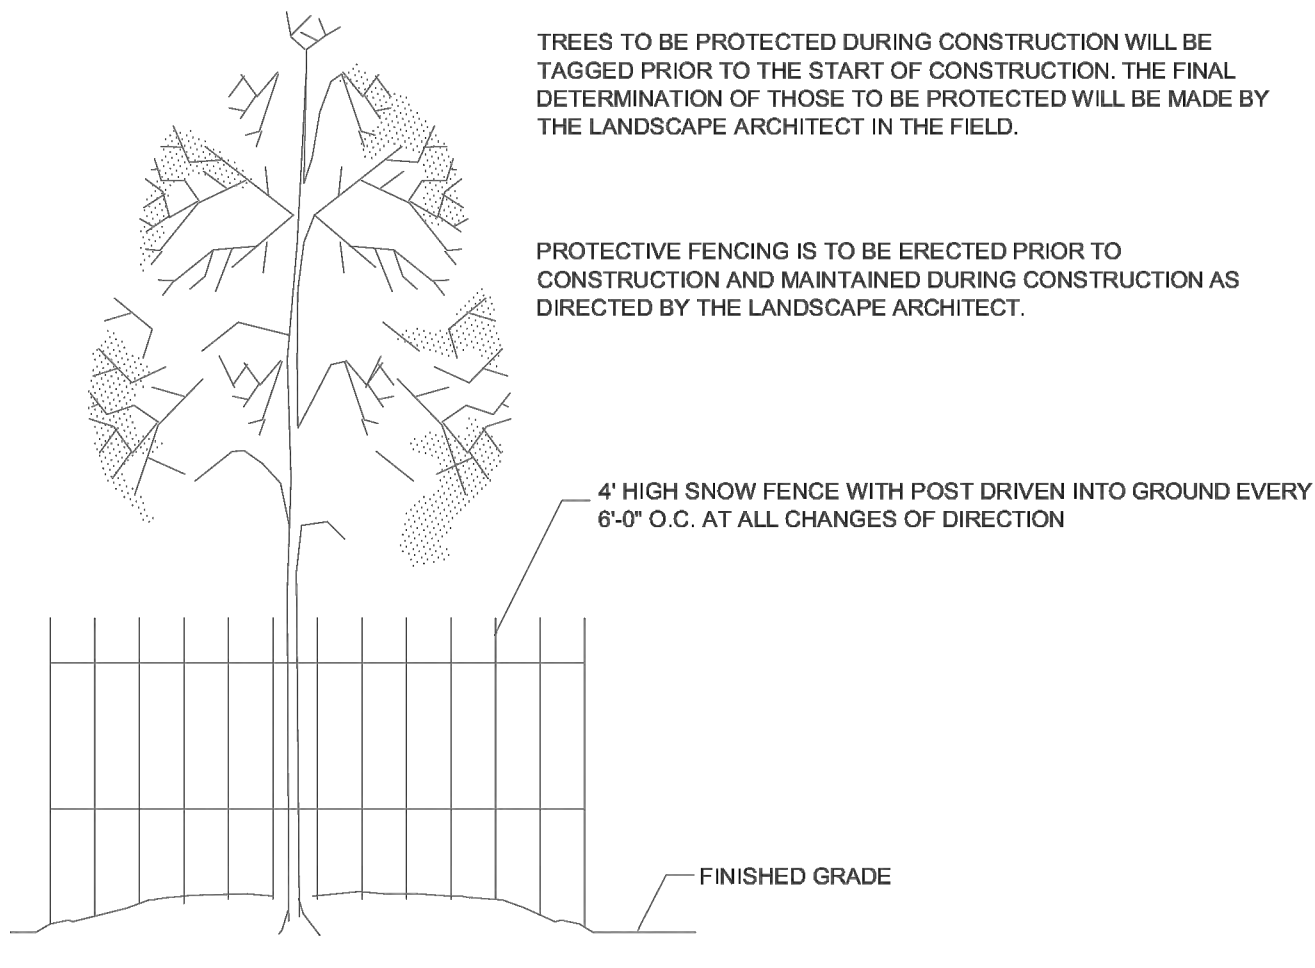 TREES TO BE PROTECTED DURING CONSTRUCTION WILL BE
TAGGED PRIOR TO THE START OF CONSTRUCTION. THE FINAL
DETERMINATION OF THOSE TO BE PROTECTED WILL BE MADE BY
THE LANDSCAPE ARCHITECT IN THE FIELD.
PROTECTIVE FENCING IS TO BE ERECTED PRIOR TO
CONSTRUCTION AND MAINTAINED DURING CONSTRUCTION AS
DIRECTED BY THE LANDSCAPE ARCHITECT.
4' HIGH SNOW FENCE WITH POST DRIVEN INTO GROUND EVERY
6'-0" O.C. AT ALL CHANGES OF DIRECTION
FINISHED GRADE